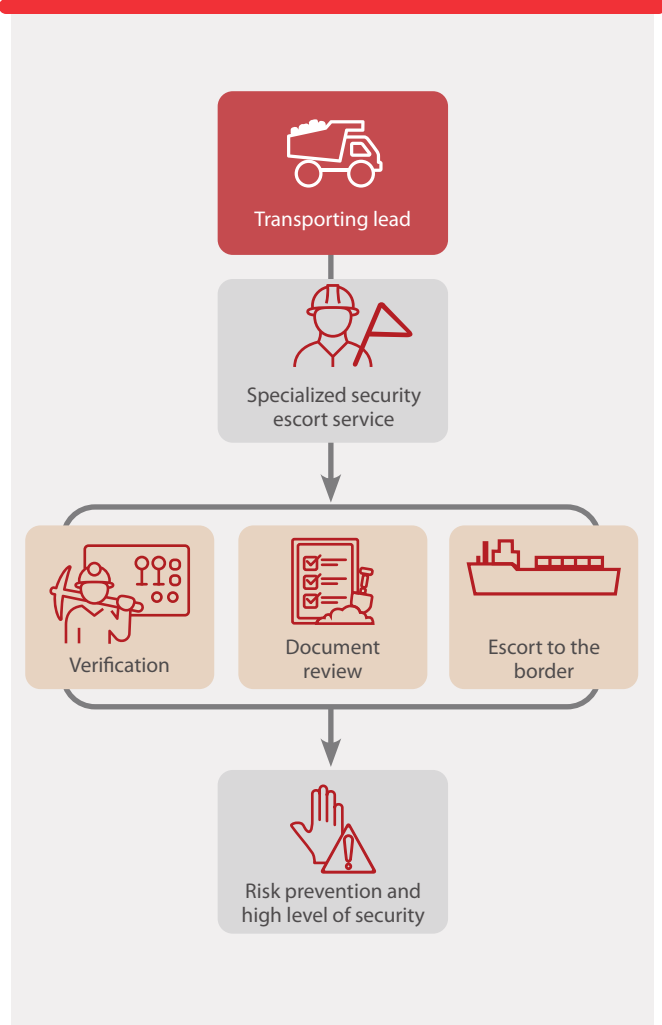 Transporting lead
Specialized security
escort service
Verification
Document
review
Escort to the
border
Risk prevention and
high level of security